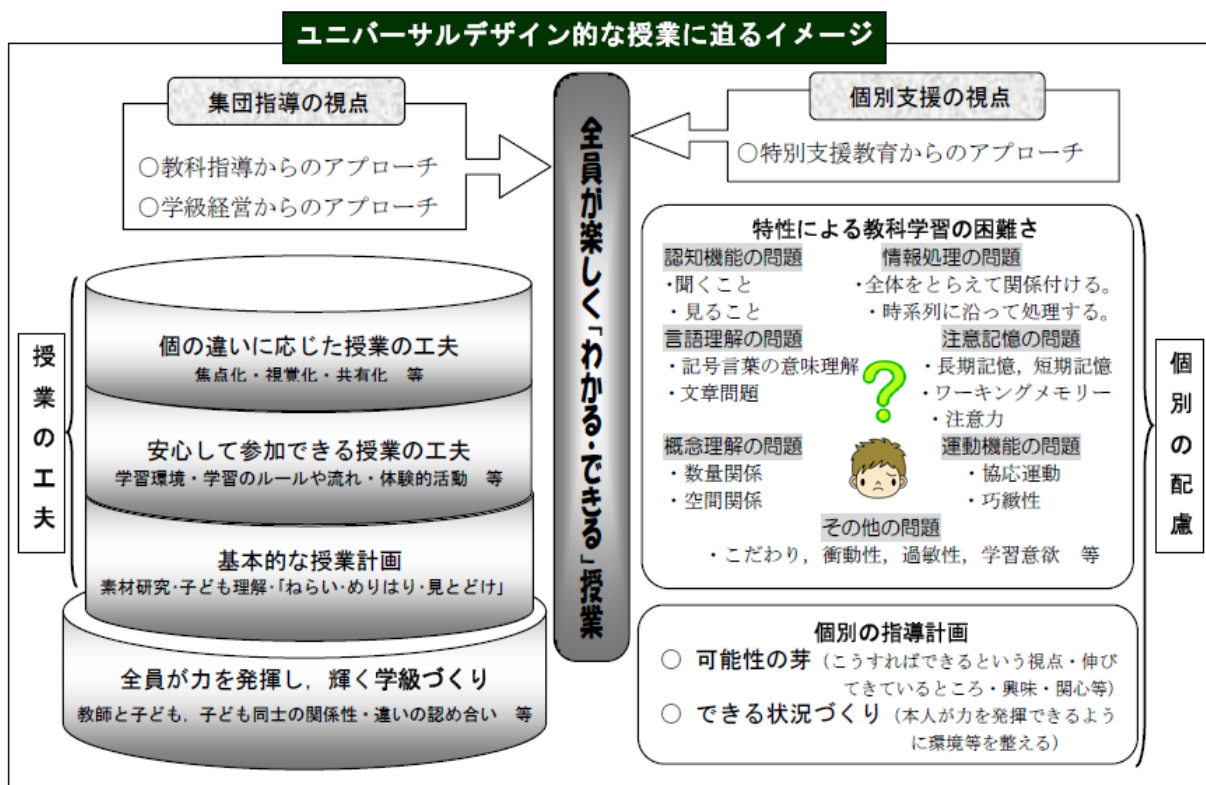 ユニバーサルデザイン的な授業に迫るイメージ
集団指導の視点
○教科指導からのアプローチ
○学級経営からのアプローチ
全員が楽しく「わかる・できる」授業
個別支援の視点
○特別支援教育からのアプローチ
授業の工夫
個の違いに応じた授業の工夫
焦点化・視覚化・共有化 等
安心して参加できる授業の工夫
学習環境・学習のルールや流れ・体験的活動 等
基本的な授業計画
素材研究・子ども理解・「ねらい・めりはり・見とどけ」
全員が力を発揮し,輝く学級づくり
教師と子ども,子ども同士の関係性・違いの認め合い 等
特性による教科学習の困難さ
認知機能の問題
・聞くこと
・見ること
情報処理の問題
・全体をとらえて関係付ける。
・時系列に沿って処理する。
言語理解の問題
・記号言葉の意味理解
・文章問題
注意記憶の問題
・長期記憶,短期記憶
・ワーキングメモリー
・注意力
概念理解の問題
・数量関係
・空間関係
運動機能の問題
・協応運動
・巧緻性
その他の問題
・こだわり,衝動性,過敏性,学習意欲 等
個別の指導計画
○ 可能性の芽(こうすればできるという視点・伸び
てきているところ・興味・関心等)
○ できる状況づくり(本人が力を発揮できるよう
に環境等を整える)
個別の配慮